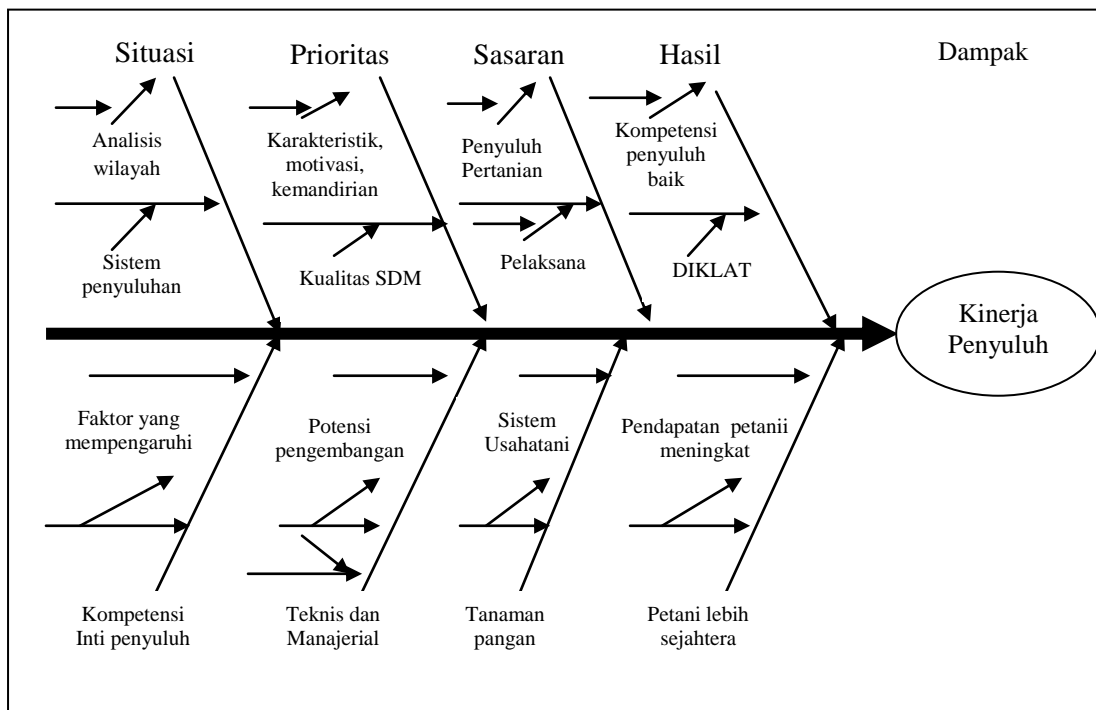 Situasi
Prioritas
Sasaran
Hasil
Dampak
Analisis
wilayah
Karakteristik,
motivasi,
kemandirian
Penyuluh
Pertanian
Kompetensi
penyuluh
baik
Sistem
penyuluhan
Kualitas SDM
Pelaksana
DIKLAT
Kinerja
Penyuluh
Faktor yang
mempengaruhi
Potensi
pengembangan
Sistem
Usahatani
Pendapatan petanii
meningkat
Kompetensi
Inti penyuluh
Teknis dan
Manajerial
Tanaman
pangan
Petani lebih
sejahtera